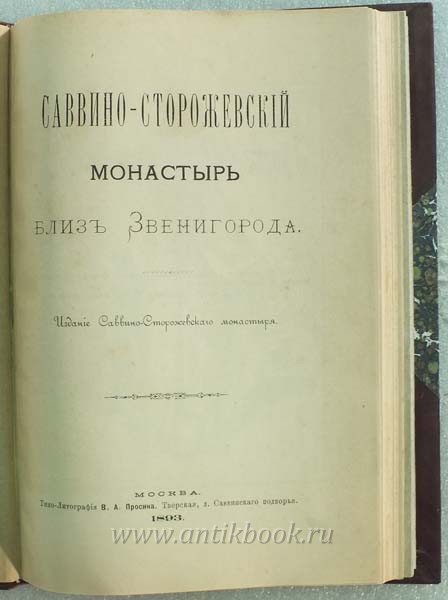 САВВИНО-СТОРОЖЕВСКІЙ
МОНАСТЫРЬ
БЛИЗЪ ЗВЕНИГОРОДА.
Изданіе Саввино-Сторожевскаго монастыря.
МОСКВА.
Типо-Литографія В. А. Просина. Тверская, д. Саввинскаго подворья.
1893.
www.antikbook.ru